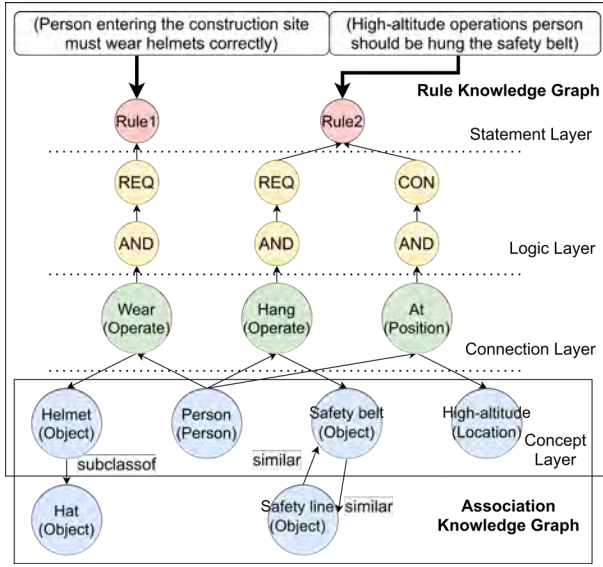 (Person entering the construction site
must wear helmets correctly)
(High-altitude operations person
should be hung the safety belt)
Rule Knowledge Graph
Rule1
Rule2
Statement Layer
REQ
REQ
CON
AND
AND
AND
Logic Layer
Wear
(Operate)
Hang
(Operate)
At
(Position)
Connection Layer
Helmet
(Object)
Person
(Person)
Safety belt
(Object)
High-altitude
(Location)
Concept
Layer
subclassof
similar
Hat
(Object)
Safety line
(Object)
similar
Association
Knowledge Graph